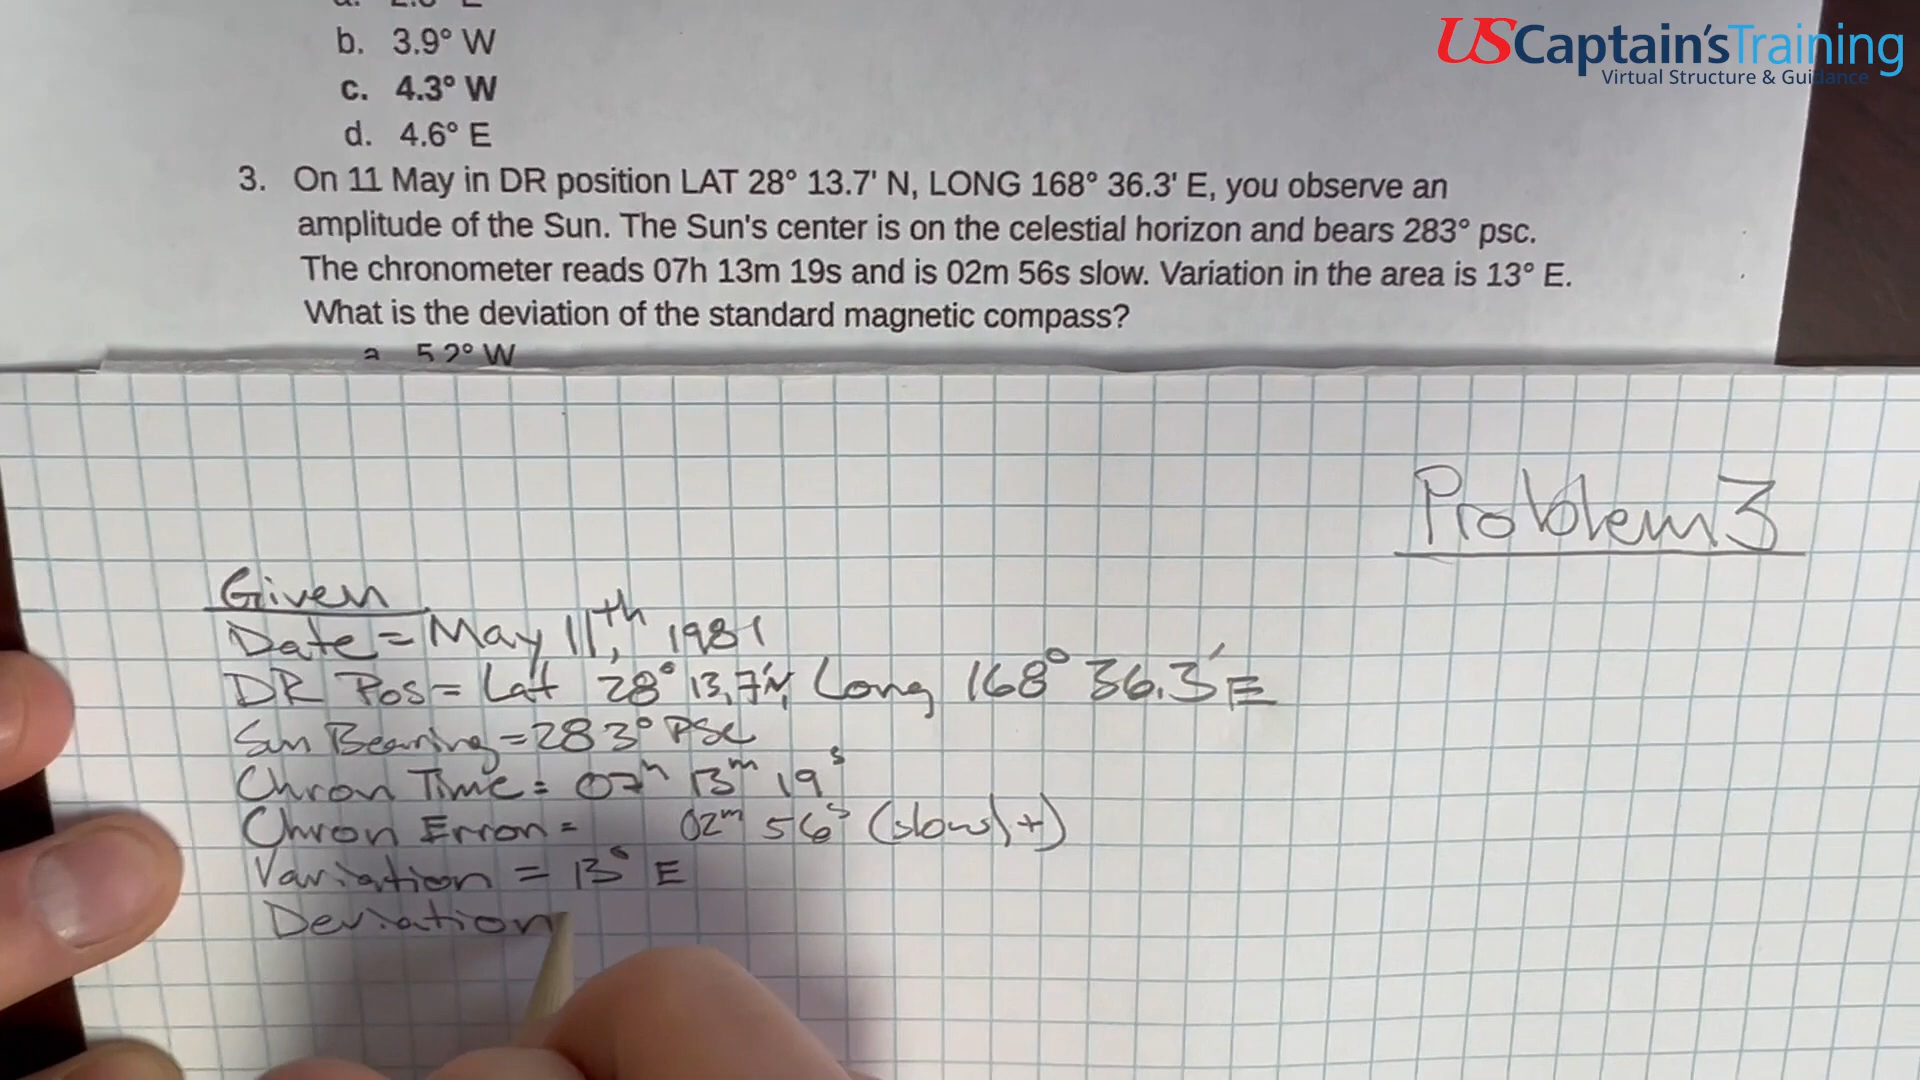 USCaptain'sTraining
Virtual Structure & Guidance
b. 3.9° W
c. 4.3° W
d. 4.6° E
3. On 11 May in DR position LAT 28° 13.7' N, LONG 168° 36.3' E, you observe an
amplitude of the Sun. The Sun's center is on the celestial horizon and bears 283° psc.
The chronometer reads 07h 13m 19s and is 02m 56s slow. Variation in the area is 13° E.
What is the deviation of the standard magnetic compass?
a 5.2° W
Problem 3
Given
Date = May 11th, 1981
DR Pos = Lat 28° 13.7'N, Long 168° 36.3' E
Sun Bearing = 283° PSC
Chron Time = 07h 13m 19s
Chron Error = 02m 56s (slow, +)
Variation = 13° E
Deviation